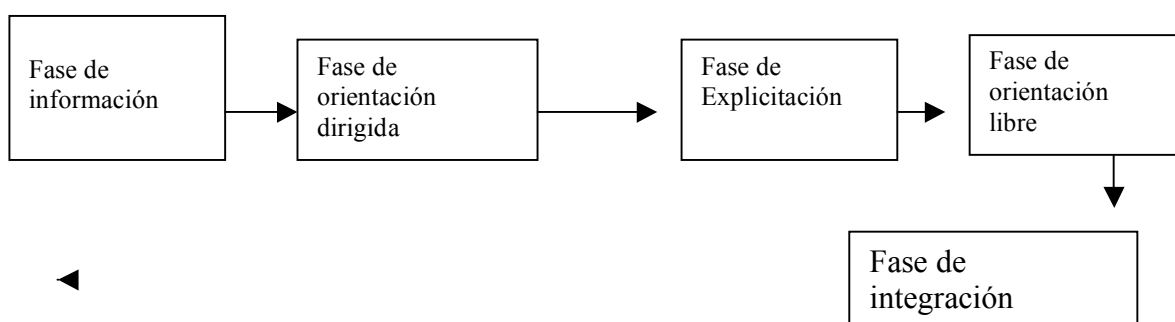 Fase de
información
Fase de
orientación
dirigida
Fase de
Explicitación
Fase de
orientación
libre
Fase de
integración